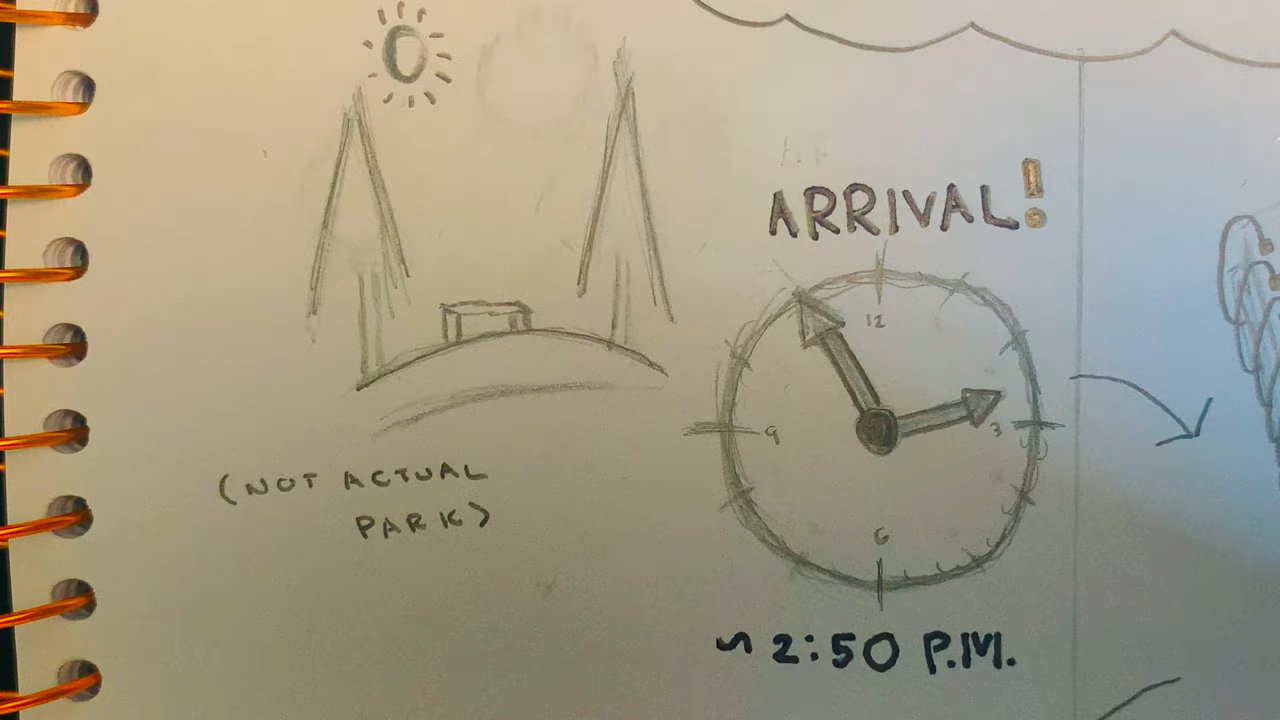 ARRIVAL!
12
9
3
6
(NOT ACTUAL
PARK)
~ 2:50 P.M.